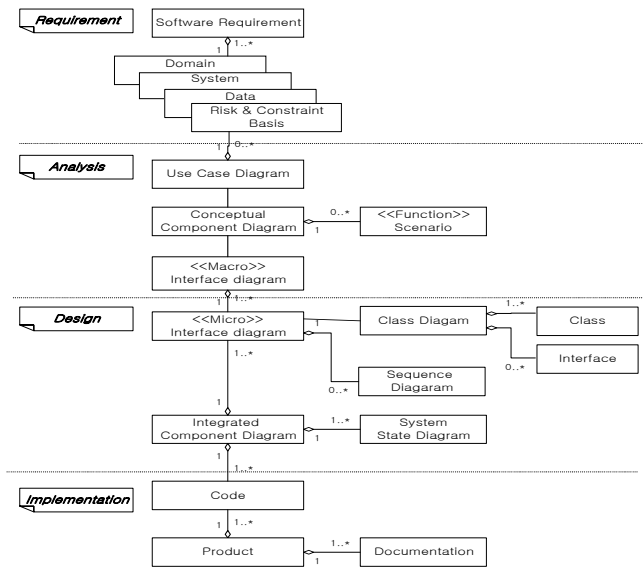 Requirement
Software Requirement
1
1..*
Domain
System
Data
Risk & Constraint
Basis
1
0..*
Analysis
Use Case Diagram
Conceptual
Component Diagram
0..*
1
<<Function>>
Scenario
<<Macro>>
Interface diagram
1
1..*
Design
<<Micro>>
Interface diagram
1
Class Diagam
1..*
Class
0..*
Interface
1..*
Sequence
Diagaram
0..*
1
Integrated
Component Diagram
1..*
1
System
State Diagram
1
1..*
Implementation
Code
1
1..*
Product
1..*
1
Documentation